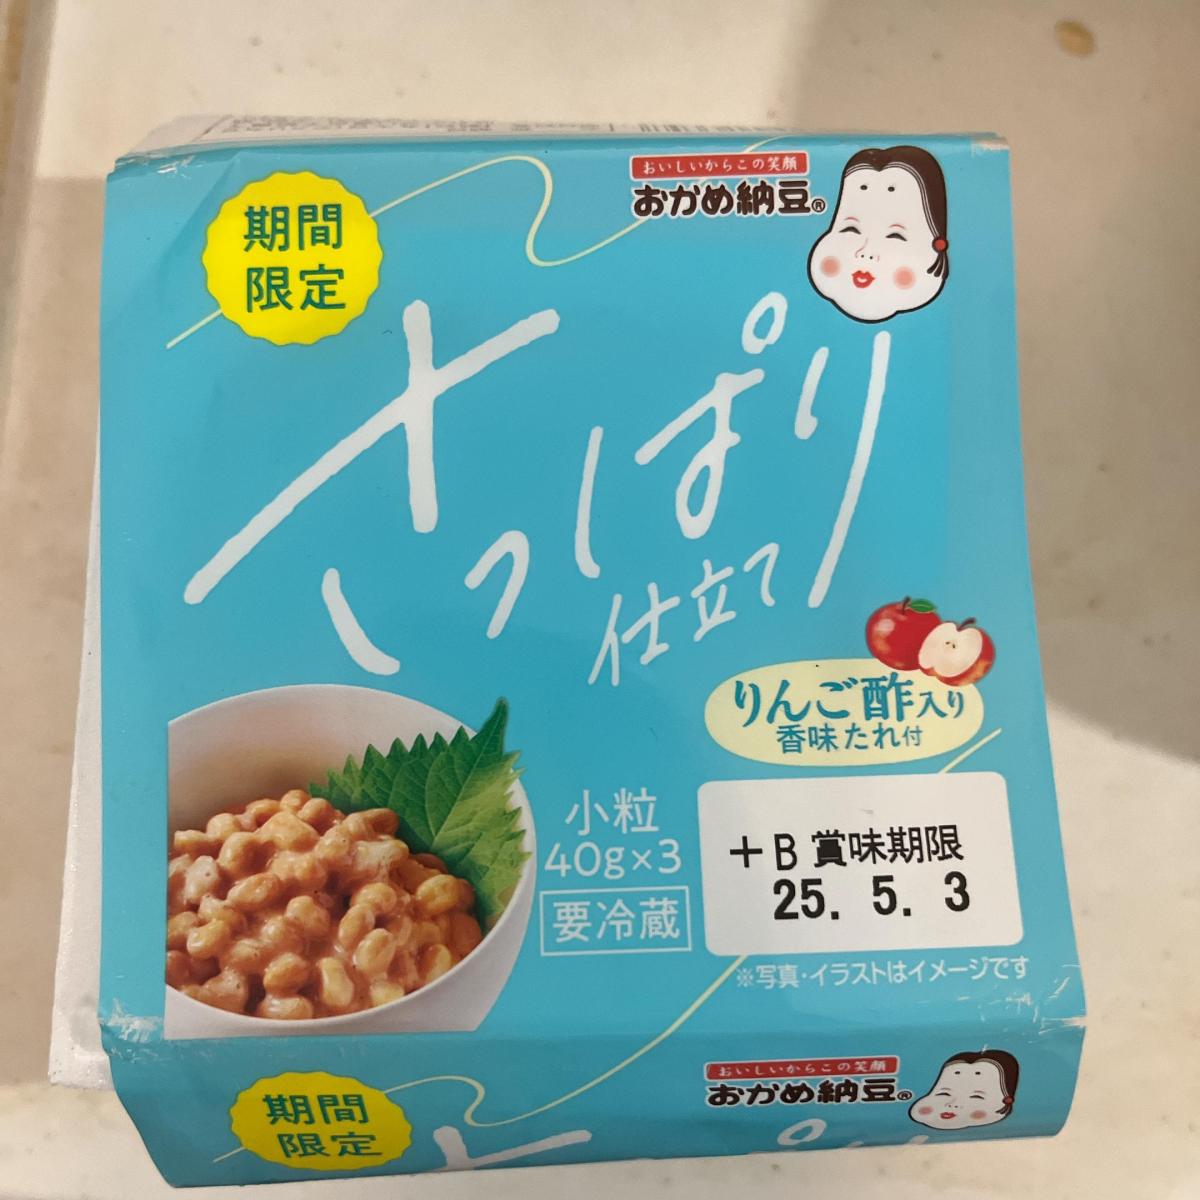 期間
限定
おいしいからこの笑顔
おかめ納豆®
さっぱり
仕立て
りんご酢入り
香味たれ付
小粒
40g×3
要冷蔵
+B 賞味期限
25. 5. 3
※写真・イラストはイメージです
期間
限定
おいしいからこの笑顔
おかめ納豆®